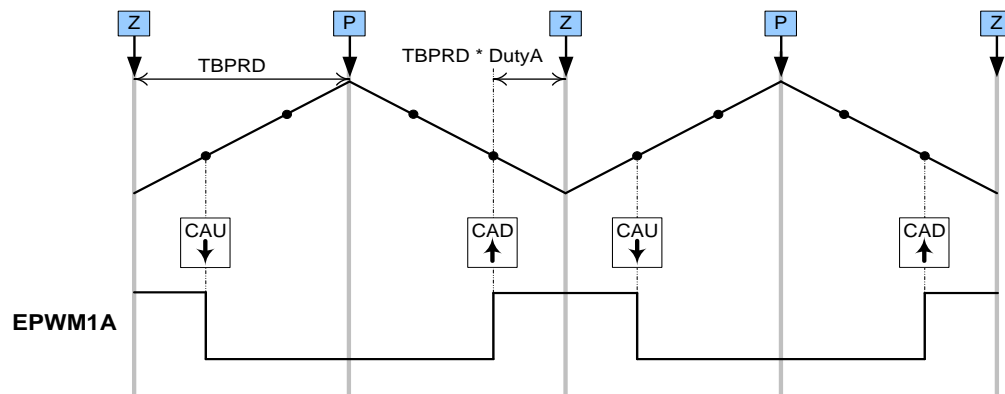 Z P Z P Z
TBPRD TBPRD * DutyA
CAU CAD CAU CAD
EPWM1A